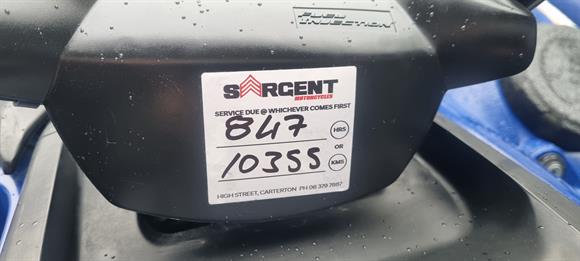 FUEL
INJECTION
SARGENT
MOTORCYCLES
SERVICE DUE @ WHICHEVER COMES FIRST
847 HRS
OR
10355 KMS
HIGH STREET, CARTERTON PH 06 379 7887